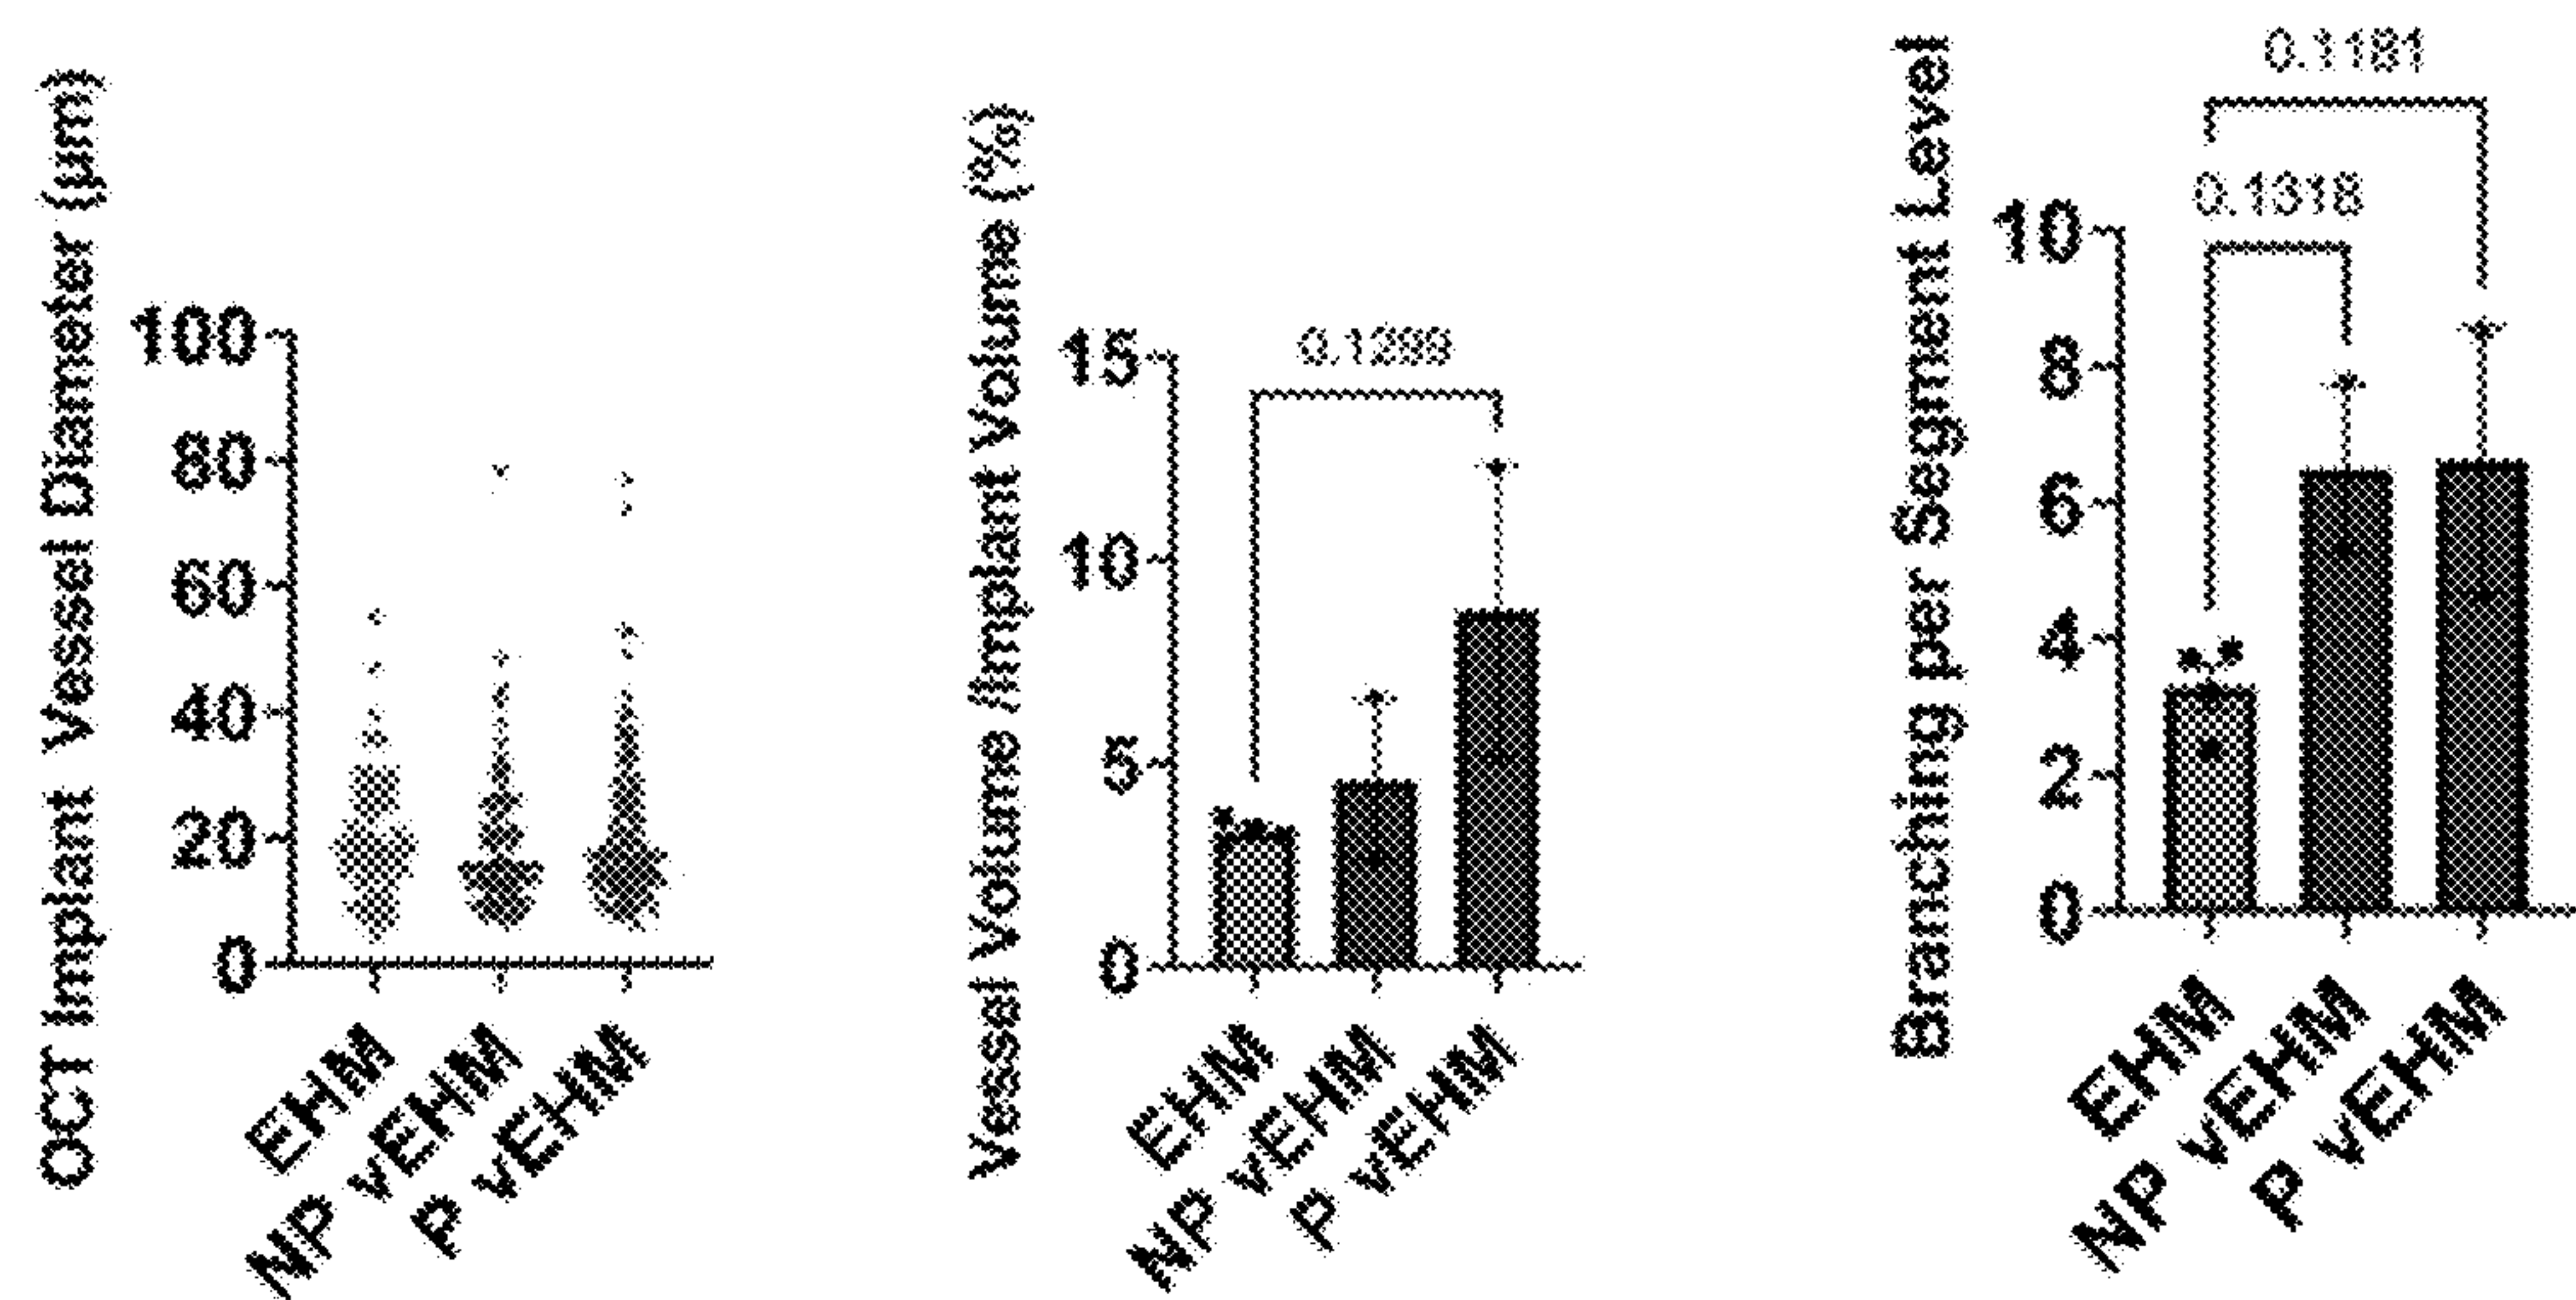 OCT Implant Vessel Diameter (µm)
100
80
60
40
20
0
EHM
NP vEHM
P vEHM
Vessel Volume /Implant Volume (%)
15
10
5
0
0.1299
EHM
NP vEHM
P vEHM
Branching per Segment Level
10
8
6
4
2
0
0.1181
0.1318
EHM
NP vEHM
P vEHM